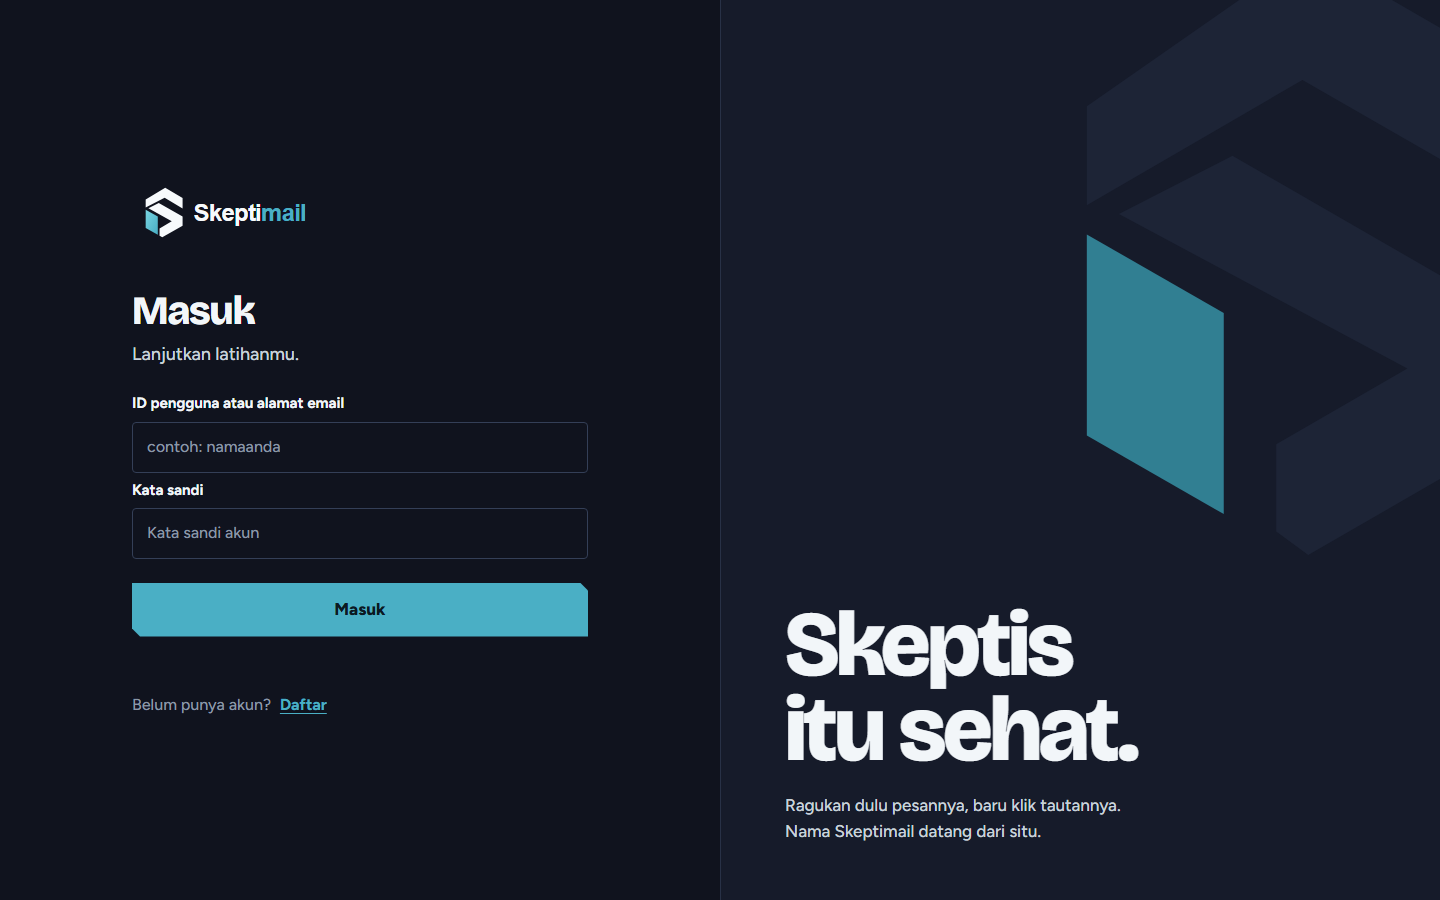 Skeptimail
Masuk
Lanjutkan latihanmu.
ID pengguna atau alamat email
contoh: namaanda
Kata sandi
Kata sandi akun
Masuk
Belum punya akun? Daftar
Skeptis
itu sehat.
Ragukan dulu pesannya, baru klik tautannya.
Nama Skeptimail datang dari situ.